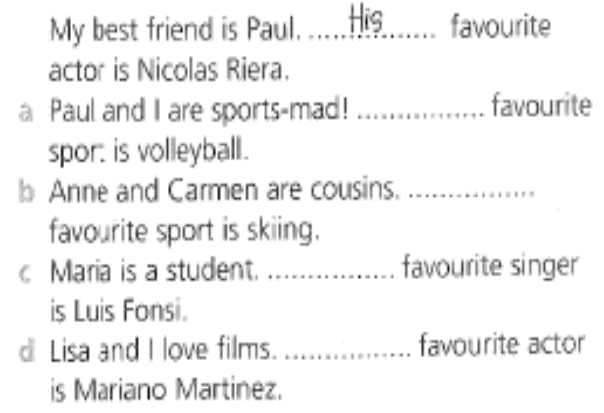 My best friend is Paul. ......His........ favourite
actor is Nicolas Riera.
a Paul and I are sports-mad! ................ favourite
sport is volleyball.
b Anne and Carmen are cousins. ................
favourite sport is skiing.
c Maria is a student. ................ favourite singer
is Luis Fonsi.
d Lisa and I love films. ................ favourite actor
is Mariano Martinez.